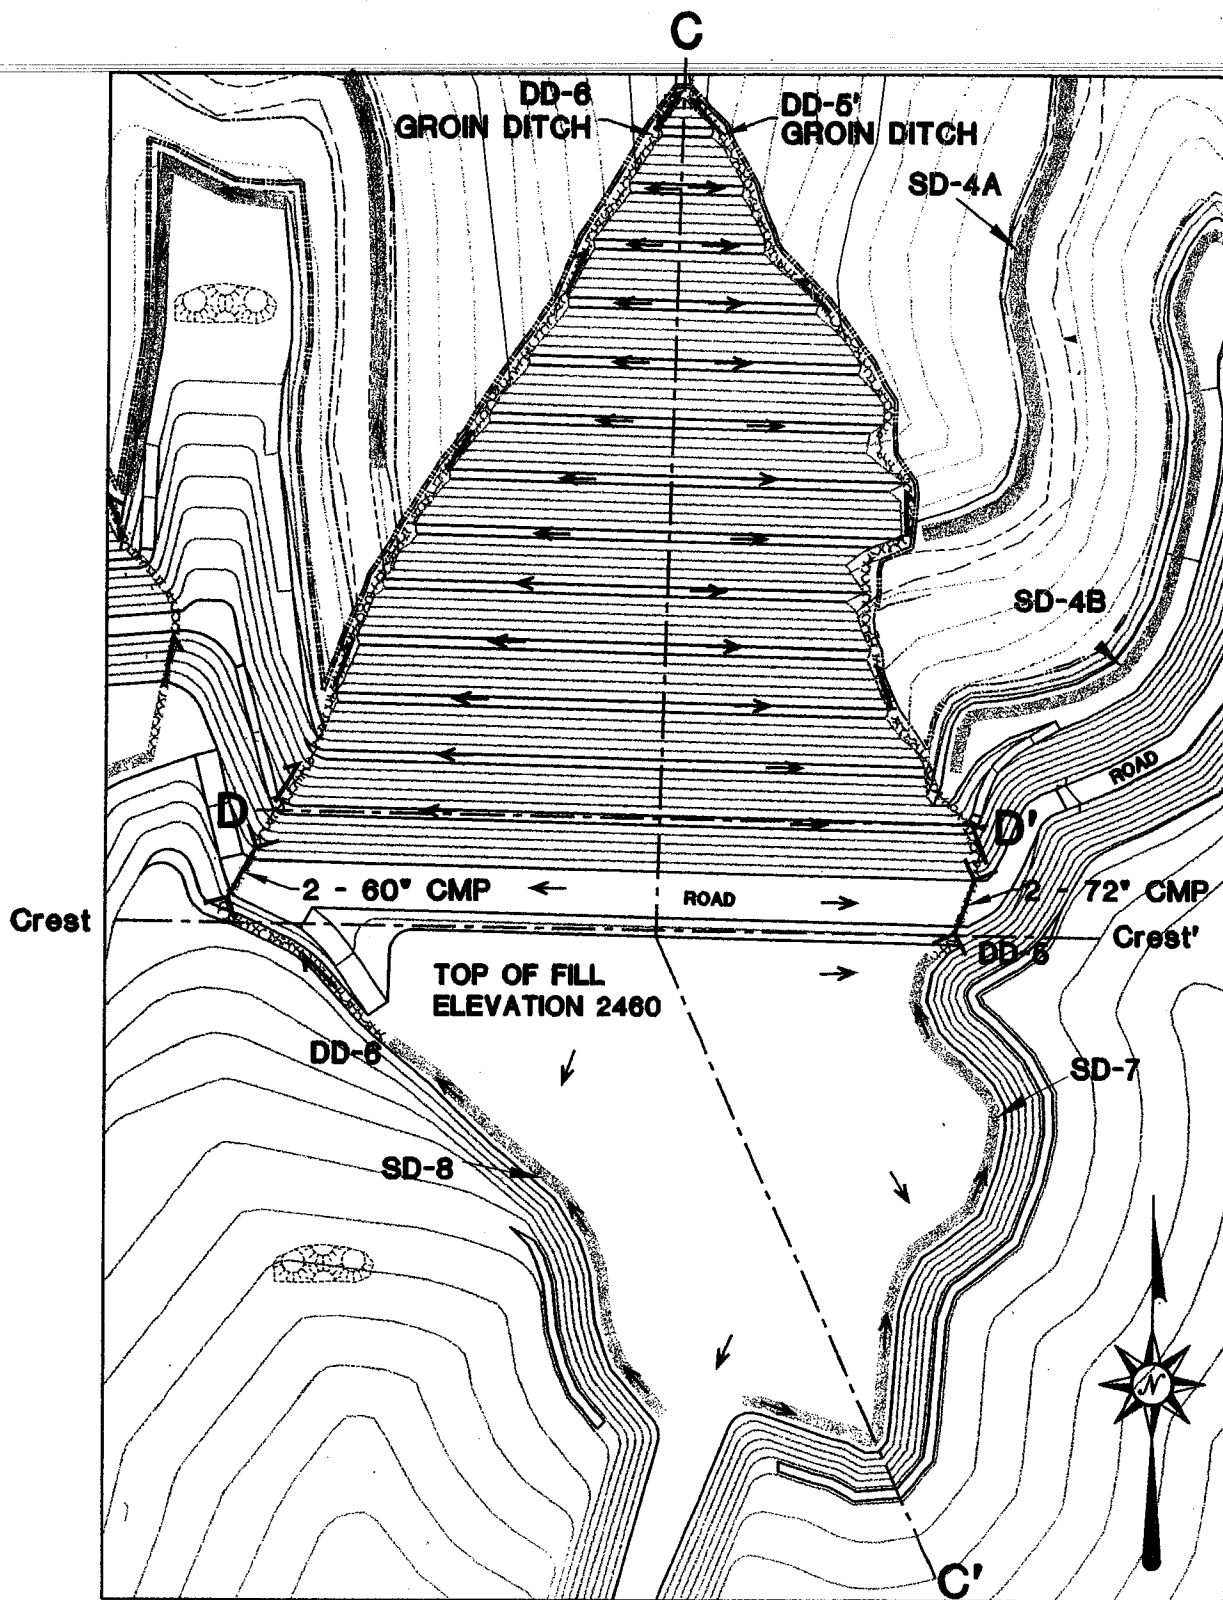 C
DD-6
GROIN DITCH
DD-5'
GROIN DITCH
SD-4A
SD-4B
ROAD
D
D'
2 - 60" CMP
ROAD
2 - 72" CMP
Crest
Crest'
DD-5
TOP OF FILL
ELEVATION 2460
DD-6
SD-7
SD-8
N
C'